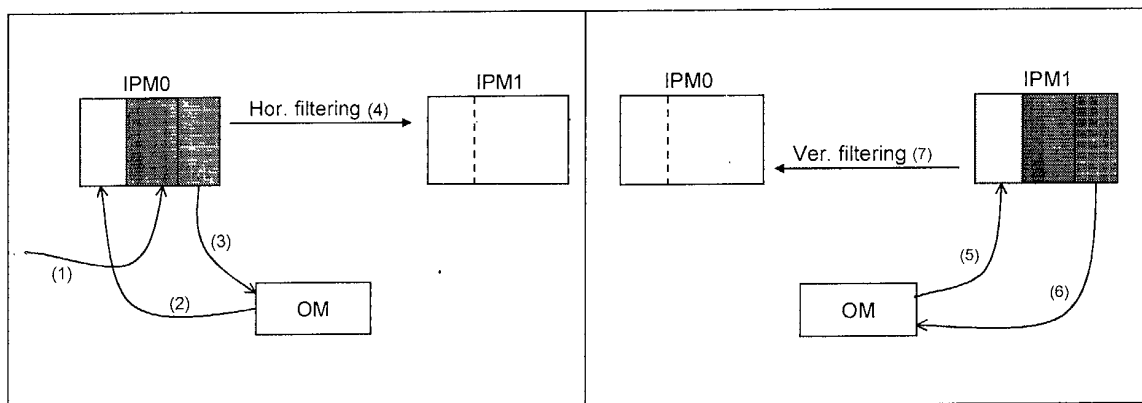 IPM0
IPM1
Hor. filtering (4)
(1)
(2)
(3)
OM
IPM0
IPM1
Ver. filtering (7)
(5)
(6)
OM